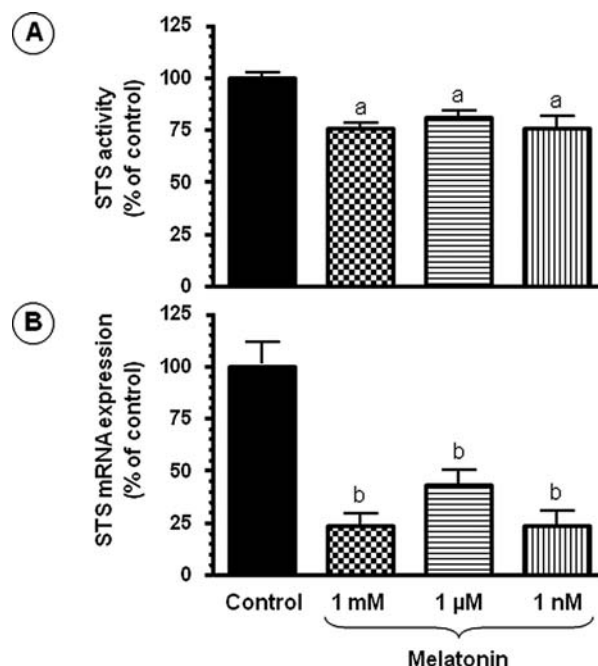 A
STS activity
(% of control)
125
100
75
50
25
0
a
a
a
B
STS mRNA expression
(% of control)
125
100
75
50
25
0
b
b
b
Control
1 mM
1 µM
1 nM
Melatonin